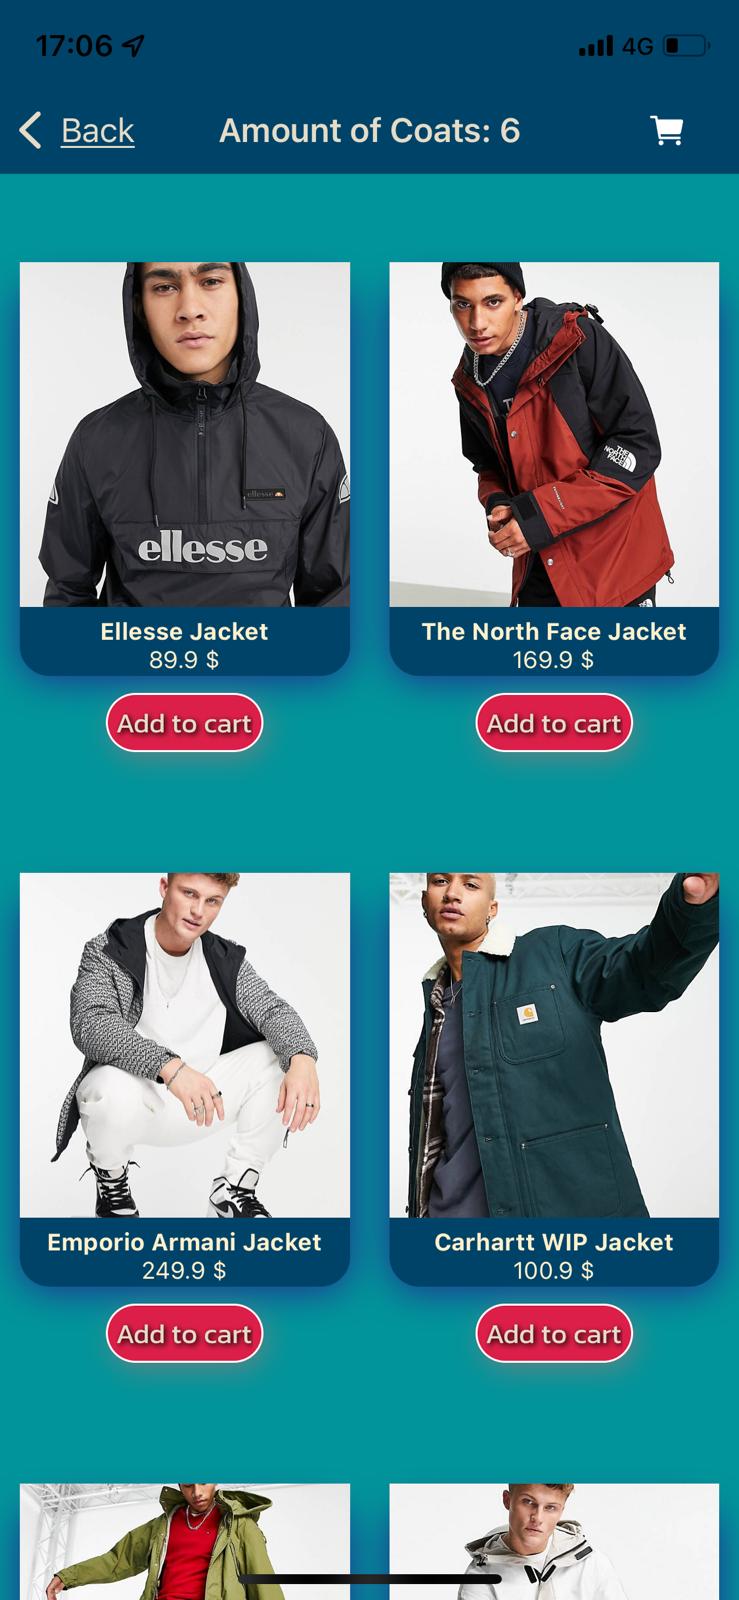 17:06
4G
Back
Amount of Coats: 6
ellesse
ellesse
THE
NORTH
FACE
Ellesse Jacket
89.9 $
The North Face Jacket
169.9 $
Add to cart
Add to cart
Emporio Armani Jacket
249.9 $
Carhartt WIP Jacket
100.9 $
Add to cart
Add to cart